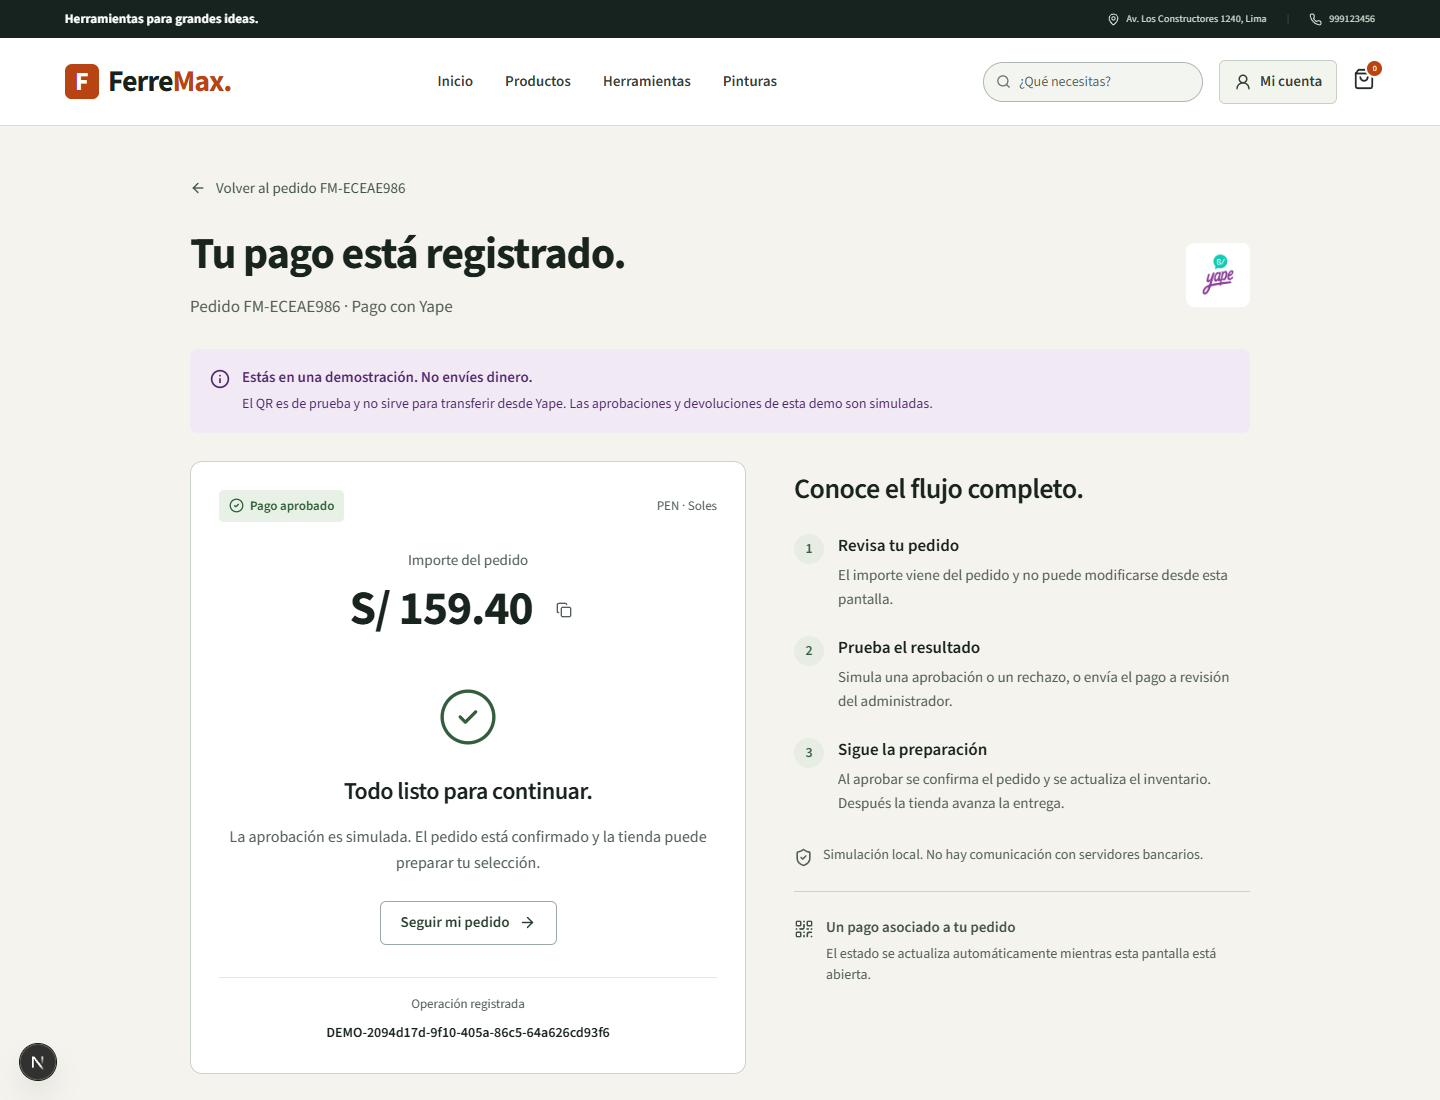 Herramientas para grandes ideas.
Av. Los Constructores 1240, Lima
999123456
F
FerreMax.
Inicio
Productos
Herramientas
Pinturas
¿Qué necesitas?
Mi cuenta
0
Volver al pedido FM-ECEAE986
Tu pago está registrado.
Pedido FM-ECEAE986 · Pago con Yape
S/
yape
Estás en una demostración. No envíes dinero.
El QR es de prueba y no sirve para transferir desde Yape. Las aprobaciones y devoluciones de esta demo son simuladas.
Pago aprobado
PEN · Soles
Importe del pedido
S/ 159.40
Todo listo para continuar.
La aprobación es simulada. El pedido está confirmado y la tienda puede
preparar tu selección.
Seguir mi pedido
Operación registrada
DEMO-2094d17d-9f10-405a-86c5-64a626cd93f6
Conoce el flujo completo.
1
Revisa tu pedido
El importe viene del pedido y no puede modificarse desde esta
pantalla.
2
Prueba el resultado
Simula una aprobación o un rechazo, o envía el pago a revisión
del administrador.
3
Sigue la preparación
Al aprobar se confirma el pedido y se actualiza el inventario.
Después la tienda avanza la entrega.
Simulación local. No hay comunicación con servidores bancarios.
Un pago asociado a tu pedido
El estado se actualiza automáticamente mientras esta pantalla está
abierta.
N